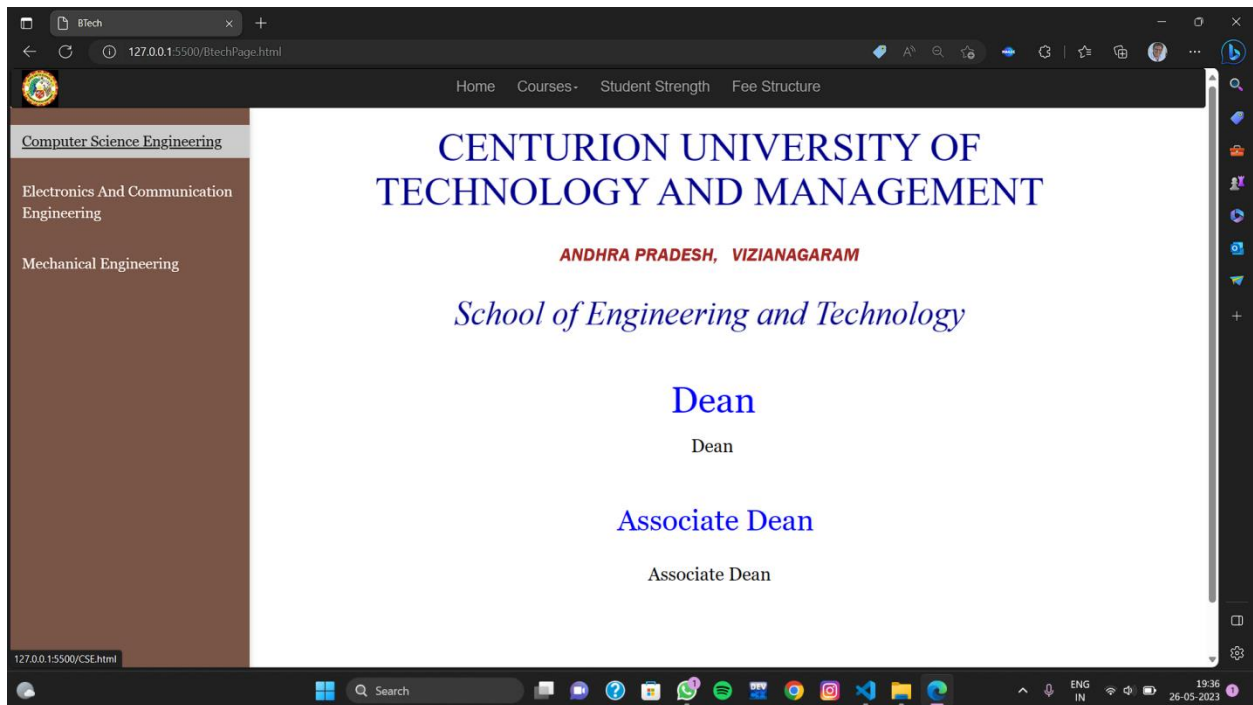 BTech
127.0.0.1:5500/BtechPage.html
Home Courses Student Strength Fee Structure
Computer Science Engineering
Electronics And Communication
Engineering
Mechanical Engineering
CENTURION UNIVERSITY OF
TECHNOLOGY AND MANAGEMENT
ANDHRA PRADESH, VIZIANAGARAM
School of Engineering and Technology
Dean
Dean
Associate Dean
Associate Dean
127.0.0.1:5500/CSE.html
Search
DEV
ENG
IN
19:36
26-05-2023
1